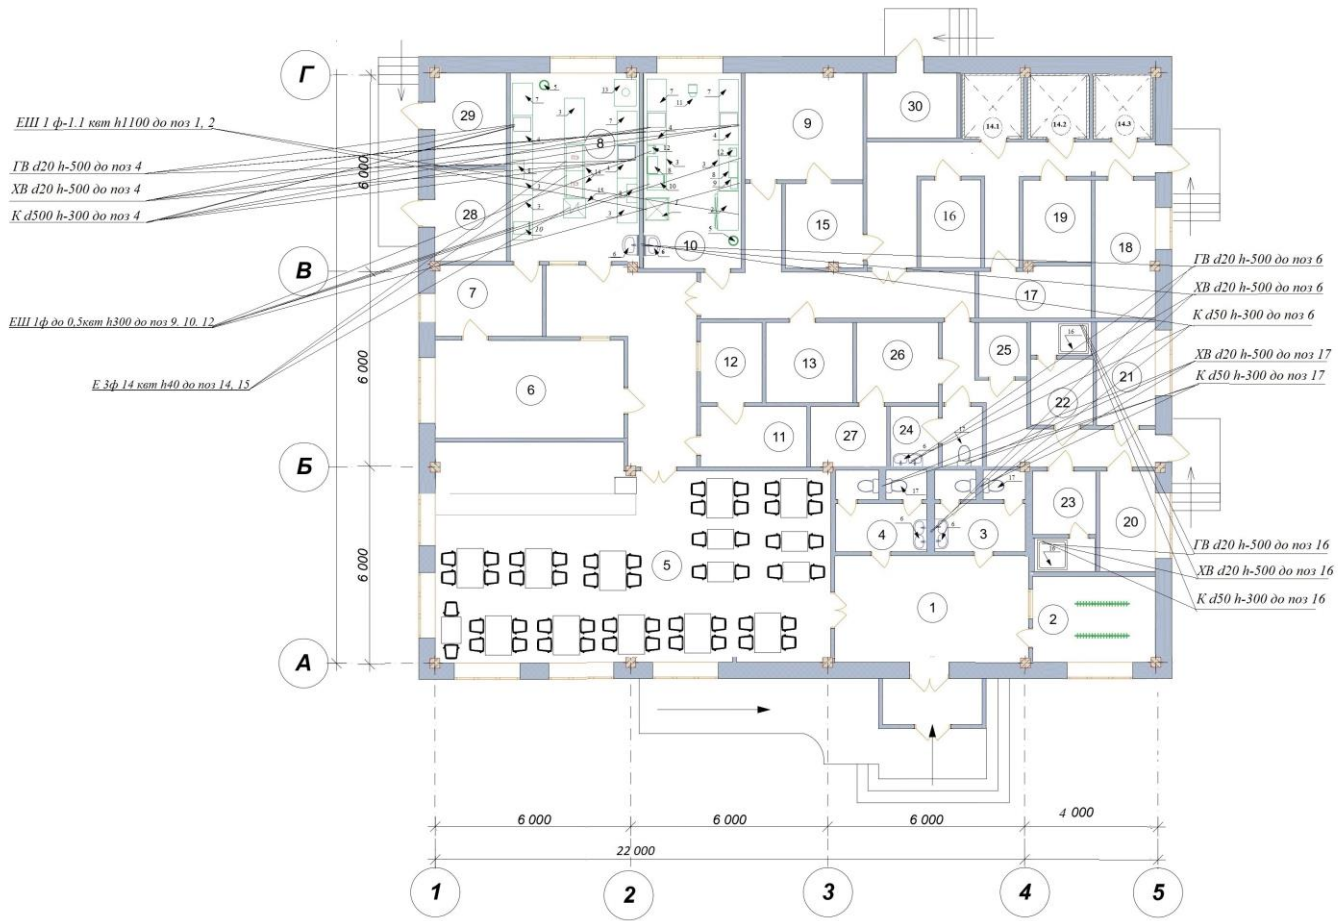 Г
В
Б
А
ЕШ 1 ф-1.1 квт h1100 до поз 1, 2
ГВ d20 h-500 до поз 4
ХВ d20 h-500 до поз 4
К d500 h-300 до поз 4
ЕШ 1ф до 0,5квт h300 до поз 9. 10. 12
Е 3ф 14 квт h40 до поз 14, 15
6 000
6 000
6 000
29
28
8
10
9
30
14.1
14.2
14.3
15
16
19
18
17
7
6
12
13
26
25
21
22
11
27
24
23
20
4
3
5
1
2
ГВ d20 h-500 до поз 6
ХВ d20 h-500 до поз 6
К d50 h-300 до поз 6
ХВ d20 h-500 до поз 17
К d50 h-300 до поз 17
ГВ d20 h-500 до поз 16
ХВ d20 h-500 до поз 16
К d50 h-300 до поз 16
6 000
6 000
6 000
4 000
22 000
1
2
3
4
5